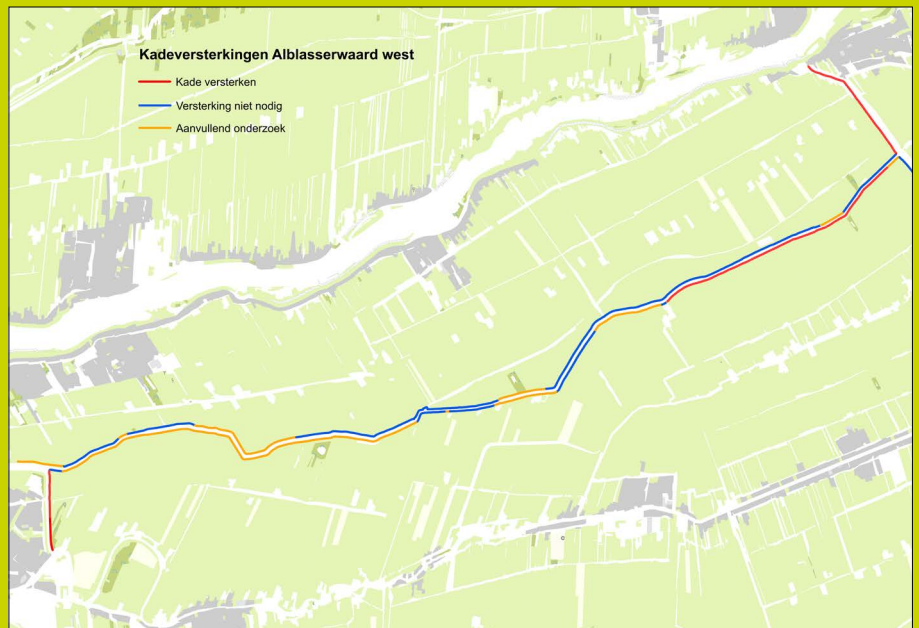 Kadeversterkingen Alblasserwaard west
Kade versterken
Versterking niet nodig
Aanvullend onderzoek